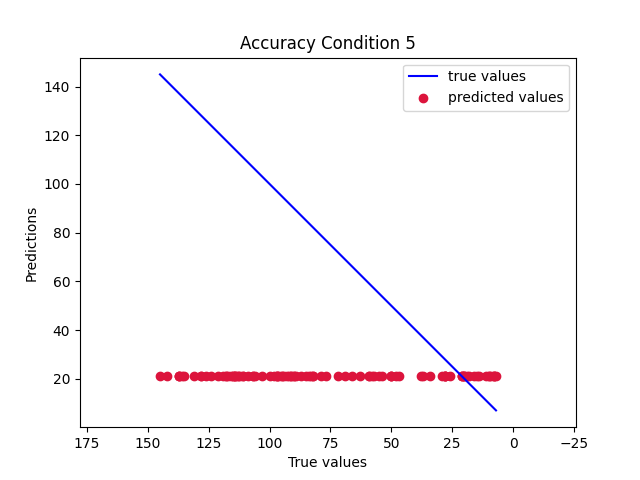 Accuracy Condition 5
true values
predicted values
Predictions
140
120
100
80
60
40
20
175 150 125 100 75 50 25 0 −25
True values